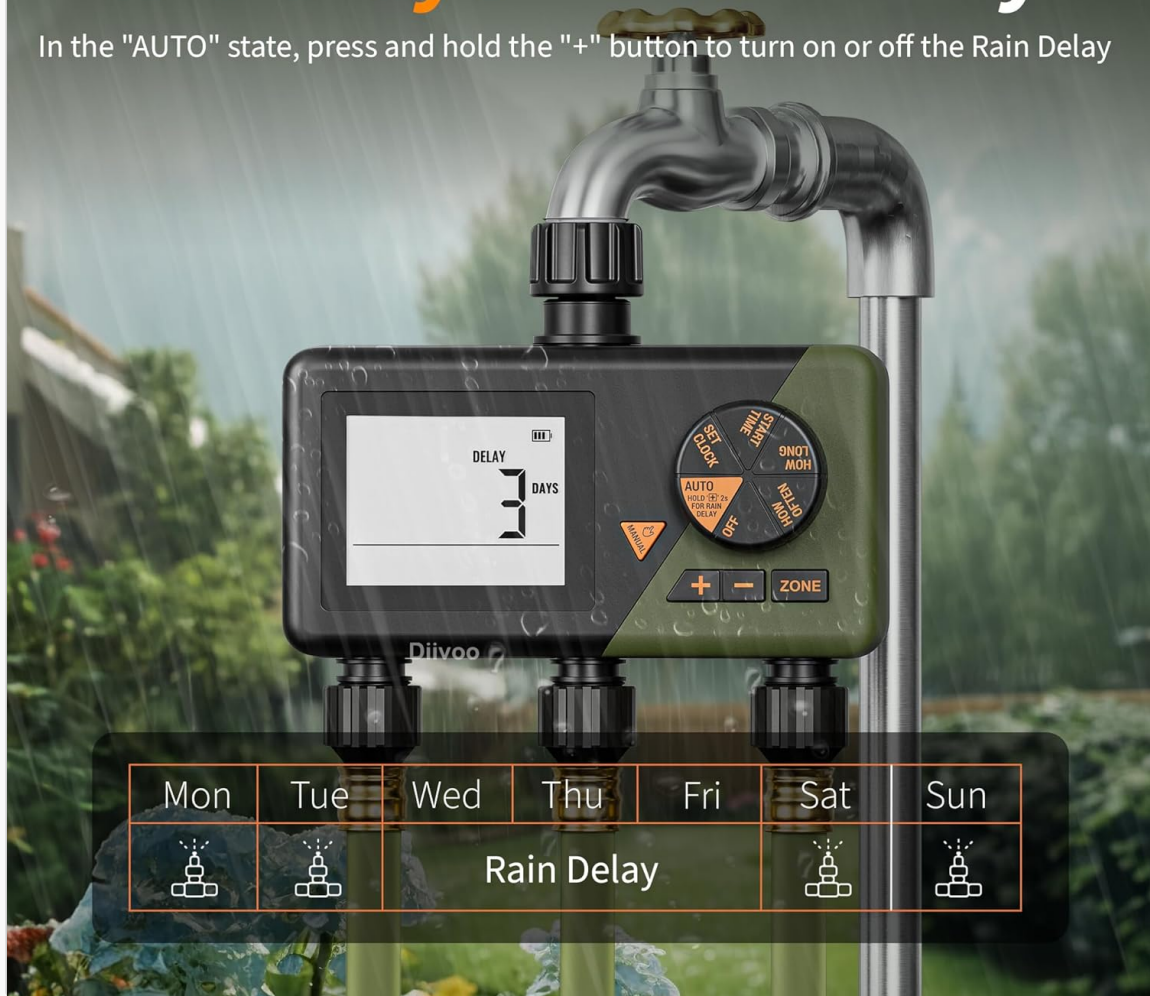 In the "AUTO" state, press and hold the "+" button to turn on or off the Rain Delay
DELAY
3 DAYS
SET
CLOCK
START
TIME
HOW
LONG
HOW
OFTEN
OFF
AUTO
HOLD "+" 2s
FOR RAIN
DELAY
MANUAL
+ − ZONE
Diivoo
Mon Tue Wed Thu Fri Sat Sun
Rain Delay